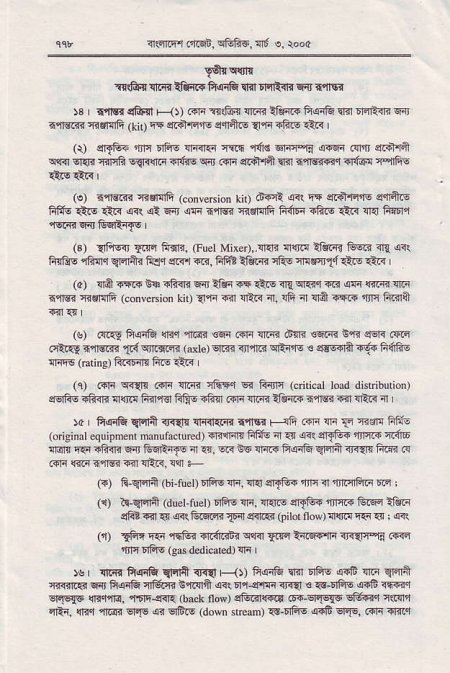 ৭৭৮ বাংলাদেশ গেজেট, অতিরিক্ত, মার্চ ৩, ২০০৫
তৃতীয় অধ্যায়
স্বয়ংক্রিয় যানের ইঞ্জিনকে সিএনজি দ্বারা চালাইবার জন্য রূপান্তর
১৪। রূপান্তর প্রক্রিয়া।—(১) কোন স্বয়ংক্রিয় যানের ইঞ্জিনকে সিএনজি দ্বারা চালাইবার জন্য
রূপান্তরের সরঞ্জামাদি (kit) দক্ষ প্রকৌশলগত প্রণালীতে স্থাপন করিতে হইবে।
(২) প্রাকৃতিক গ্যাস চালিত যানবাহন সম্বন্ধে পর্যাপ্ত জ্ঞানসম্পন্ন একজন যোগ্য প্রকৌশলী
অথবা তাহার সরাসরি তত্ত্বাবধানে কার্যরত অন্য কোন প্রকৌশলী দ্বারা রূপান্তরকরণ কার্যক্রম সম্পাদিত
হইতে হইবে।
(৩) রূপান্তরের সরঞ্জামাদি (conversion kit) টেকসই এবং দক্ষ প্রকৌশলগত প্রণালীতে
নির্মিত হইতে হইবে এবং এই জন্য এমন রূপান্তর সরঞ্জামাদি নির্বাচন করিতে হইবে যাহা নিম্নচাপ
পতনের জন্য ডিজাইনকৃত।
(৪) স্থাপিতব্য ফুয়েল মিক্সার, (Fuel Mixer), যাহার মাধ্যমে ইঞ্জিনের ভিতরে বায়ু এবং
নিয়ন্ত্রিত পরিমাণ জ্বালানীর মিশ্রণ প্রবেশ করে, নির্দিষ্ট ইঞ্জিনের সহিত সামঞ্জস্যপূর্ণ হইতে হইবে।
(৫) যাত্রী কক্ষকে উষ্ণ করিবার জন্য ইঞ্জিন কক্ষ হইতে বায়ু আহরণ করে এমন ধরনের যানে
রূপান্তর সরঞ্জামাদি (conversion kit) স্থাপন করা যাইবে না, যদি না যাত্রী কক্ষকে গ্যাস নিরোধী
করা হয়।
(৬) যেহেতু সিএনজি ধারণ পাত্রের ওজন কোন যানের টেয়ার ওজনের উপর প্রভাব ফেলে
সেইহেতু রূপান্তরের পূর্বে অ্যাক্সেলের (axle) ভারের ব্যাপারে আইনগত ও প্রস্তুতকারী কর্তৃক নির্ধারিত
মানদন্ড (rating) বিবেচনায় নিতে হইবে।
(৭) কোন অবস্থায় কোন যানের সন্ধিক্ষণ ভর বিন্যাস (critical load distribution)
প্রভাবিত করিবার মাধ্যমে নিরাপত্তা বিঘ্নিত করিয়া কোন যানের ইঞ্জিনকে রূপান্তর করা যাইবে না।
১৫। সিএনজি জ্বালানী ব্যবস্থায় যানবাহনের রূপান্তর।—যদি কোন যান মূল সরঞ্জাম নির্মিত
(original equipment manufactured) কারখানায় নির্মিত না হয় এবং প্রাকৃতিক গ্যাসকে সর্বোচ্চ
মাত্রায় দহন করিবার জন্য ডিজাইনকৃত না হয়, তবে উক্ত যানকে সিএনজি জ্বালানী ব্যবস্থায় নিম্নের যে
কোন ধরনে রূপান্তর করা যাইবে, যথা ঃ—
(ক) দ্বি-জ্বালানী (bi-fuel) চালিত যান, যাহা প্রাকৃতিক গ্যাস বা গ্যাসোলিনে চলে ;
(খ) দ্বৈ-জ্বালানী (duel-fuel) চালিত যান, যাহাতে প্রাকৃতিক গ্যাসকে ডিজেল ইঞ্জিনে
প্রবিষ্ট করা হয় এবং ডিজেলের সূচনা প্রবাহের (pilot flow) মাধ্যমে দহন হয় ; এবং
(গ) স্ফুলিঙ্গ দহন পদ্ধতির কার্বোরেটর অথবা ফুয়েল ইনজেকশান ব্যবস্থাসম্পন্ন কেবল
গ্যাস চালিত (gas dedicated) যান।
১৬। যানের সিএনজি জ্বালানী ব্যবস্থা।—(১) সিএনজি দ্বারা চালিত একটি যানে জ্বালানী
সরবরাহের জন্য সিএনজি সার্ভিসের উপযোগী এবং চাপ-প্রশমন ব্যবস্থা ও হস্ত-চালিত একটি বন্ধকরণ
ভাল্‌ভযুক্ত ধারণপাত্র, পশ্চাদ-প্রবাহ (back flow) প্রতিরোধকল্পে চেক-ভাল্‌ভযুক্ত ভর্তিকরণ সংযোগ
লাইন, ধারণ পাত্রের ভাল্‌ভ এর ভাটিতে (down stream) হস্ত-চালিত একটি ভাল্‌ভ, কোন কারণে